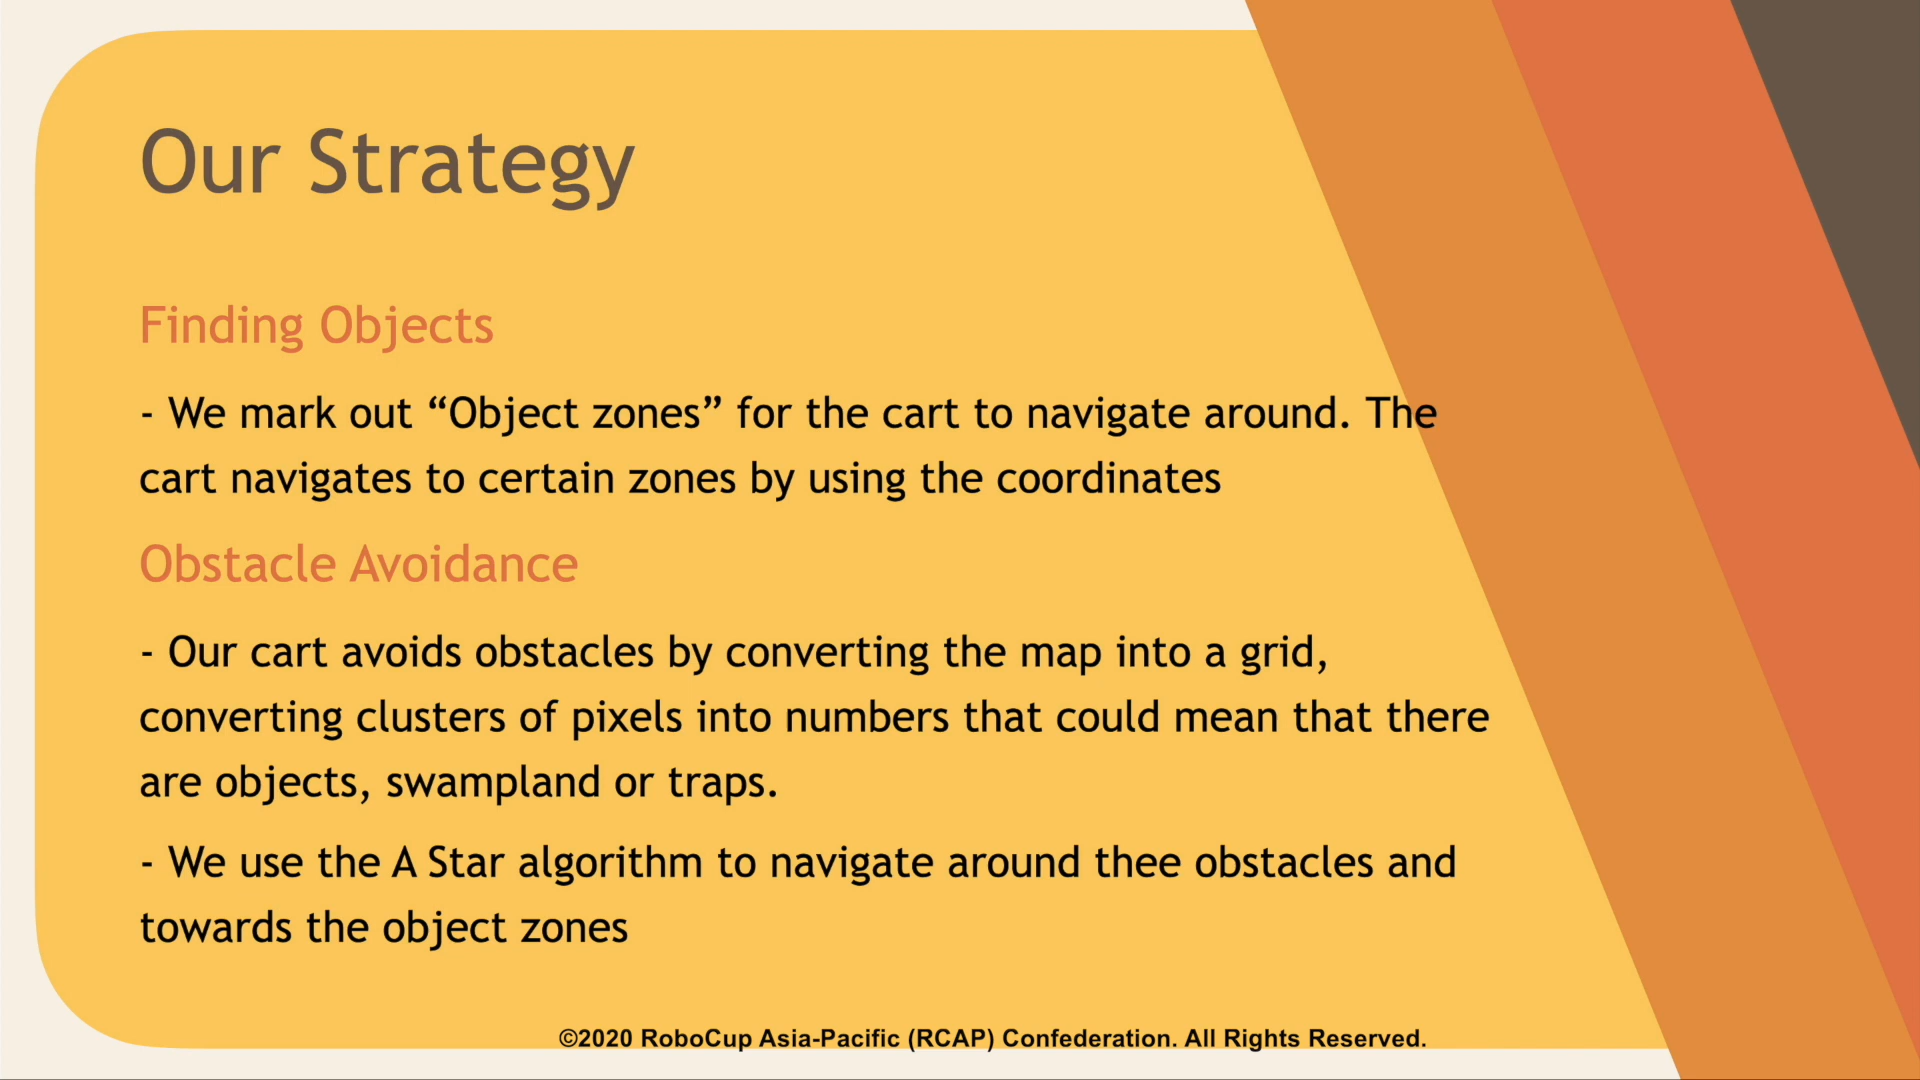 Our Strategy
Finding Objects
- We mark out “Object zones” for the cart to navigate around. The
cart navigates to certain zones by using the coordinates
Obstacle Avoidance
- Our cart avoids obstacles by converting the map into a grid,
converting clusters of pixels into numbers that could mean that there
are objects, swampland or traps.
- We use the A Star algorithm to navigate around thee obstacles and
towards the object zones
©2020 RoboCup Asia-Pacific (RCAP) Confederation. All Rights Reserved.